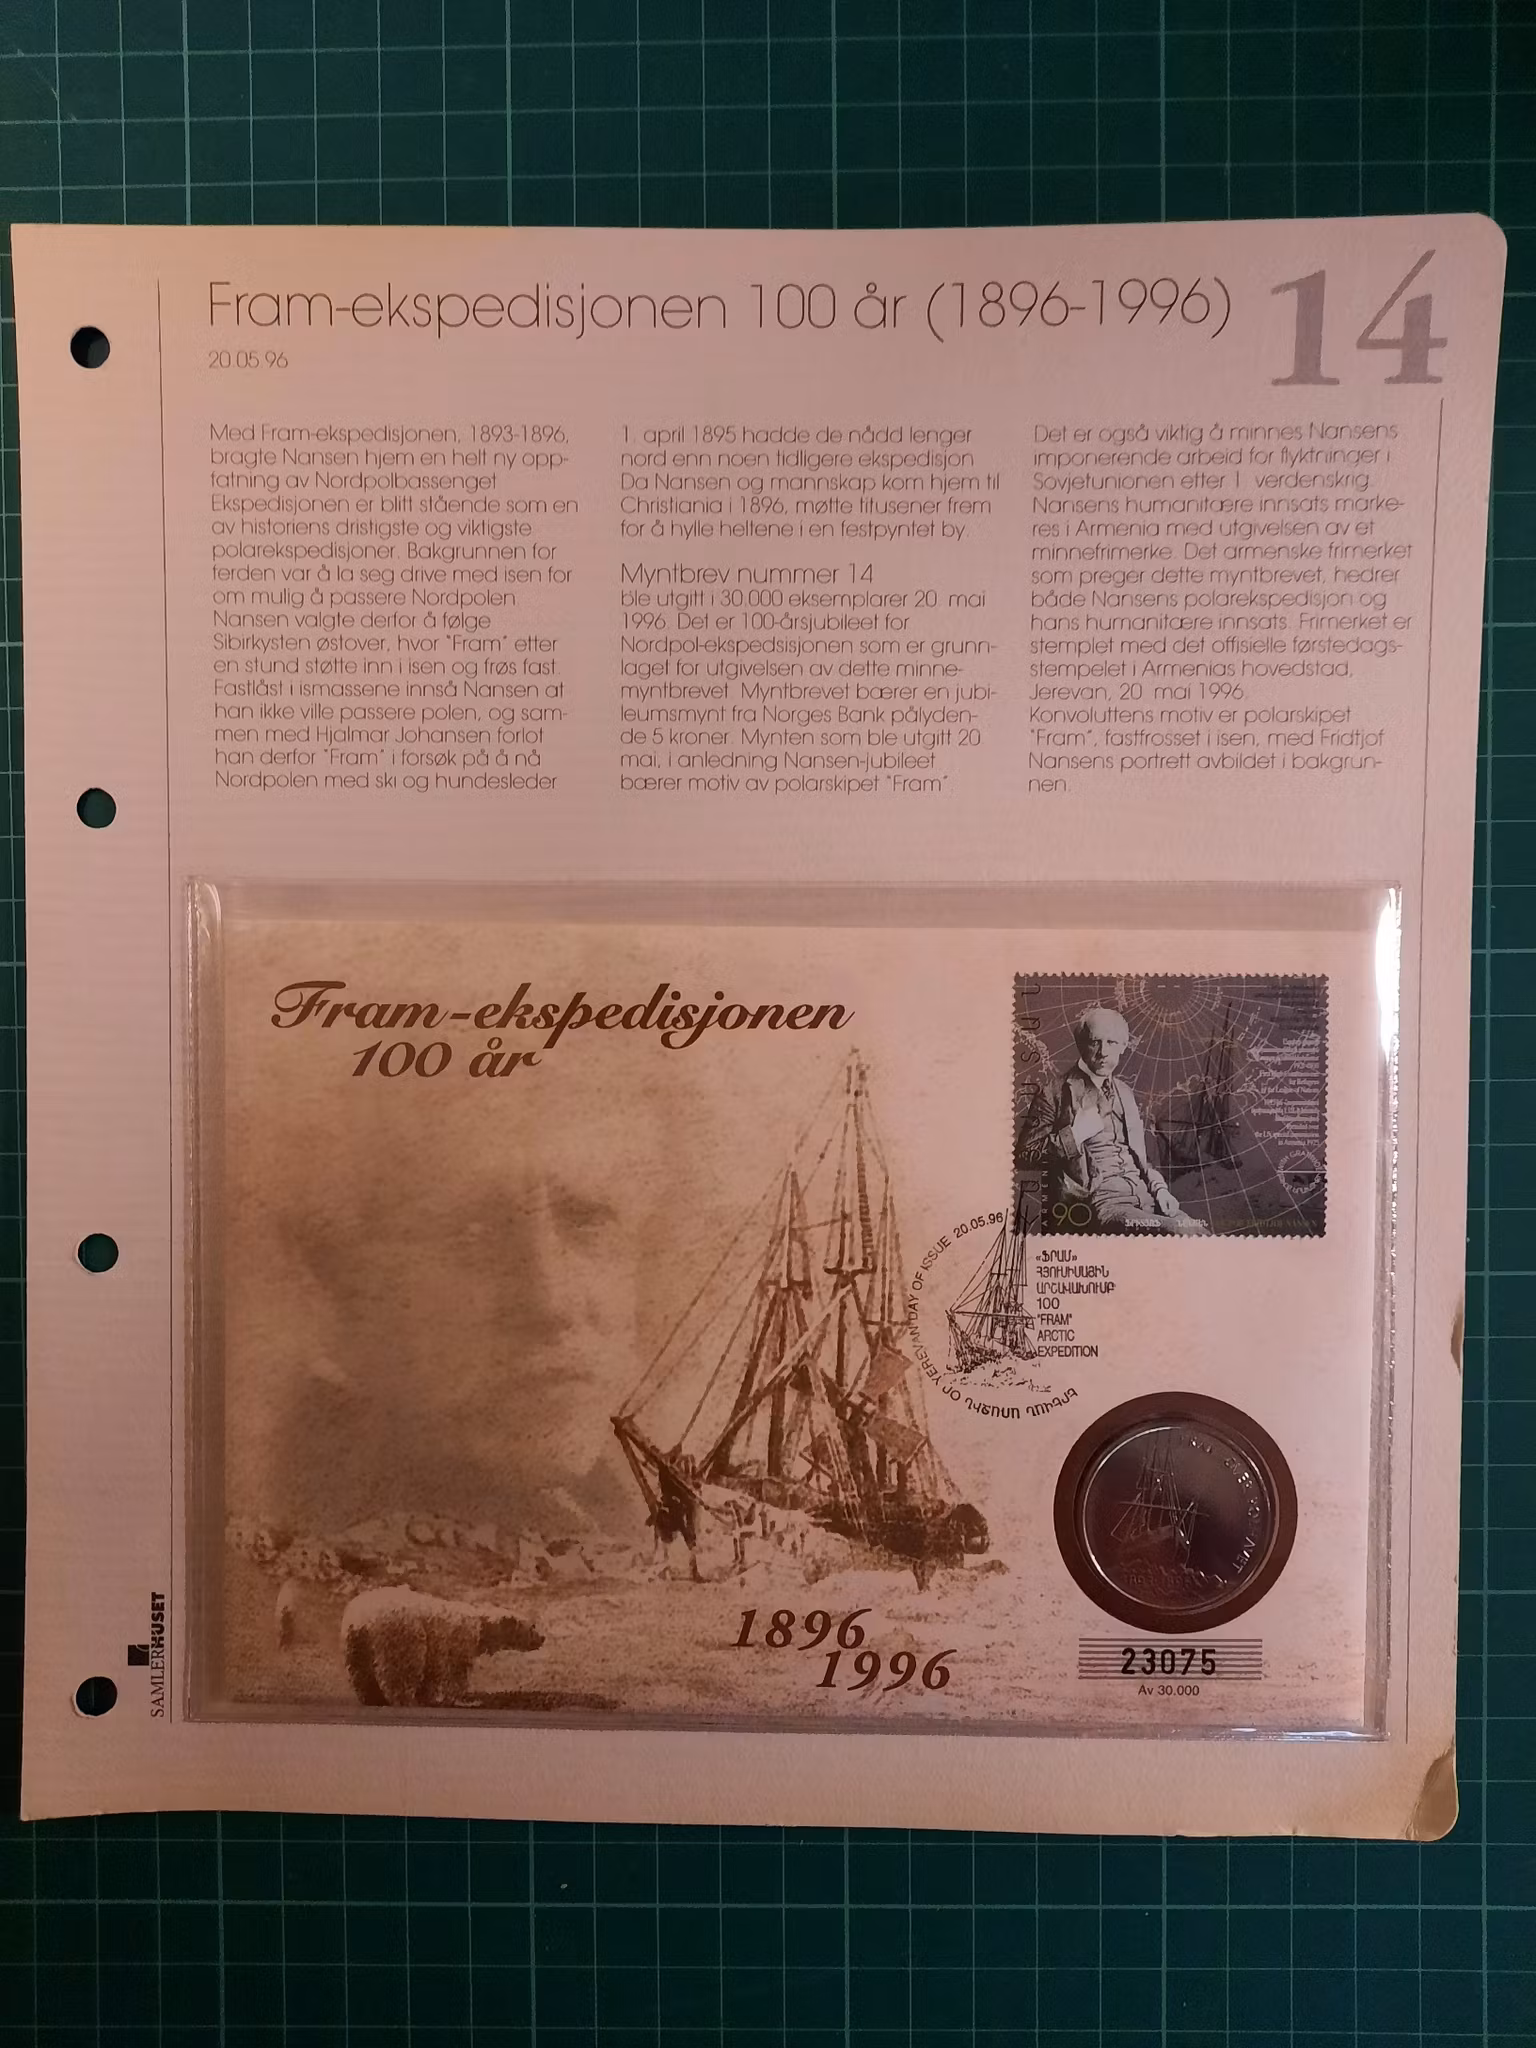 Fram-ekspedisjonen 100 år (1896-1996)
14
20.05.96
Med Fram-ekspedisjonen, 1893-1896,
bragte Nansen hjem en helt ny opp-
fatning av Nordpolbassenget
Ekspedisjonen er blitt stående som en
av historiens dristigste og viktigste
polarekspedisjoner. Bakgrunnen for
ferden var å la seg drive med isen for
om mulig å passere Nordpolen
Nansen valgte derfor å følge
Sibirkysten østover, hvor "Fram" etter
en stund støtte inn i isen og frøs fast
Fastlåst i ismassene innså Nansen at
han ikke ville passere polen, og sam-
men med Hjalmar Johansen forlot
han derfor "Fram" i forsøk på å nå
Nordpolen med ski og hundesleder
1. april 1895 hadde de nådd lenger
nord enn noen tidligere ekspedisjon
Da Nansen og mannskap kom hjem til
Christiania i 1896, møtte titusener frem
for å hylle heltene i en festpyntet by.
Myntbrev nummer 14
ble utgitt i 30.000 eksemplarer 20. mai
1996. Det er 100-årsjubileet for
Nordpol-ekspedsisjonen som er grunn-
laget for utgivelsen av dette minne-
myntbrevet. Myntbrevet bærer en jubi-
leumsmynt fra Norges Bank pålyden-
de 5 kroner. Mynten som ble utgitt 20
mai, i anledning Nansen-jubileet
bærer motiv av polarskipet "Fram".
Det er også viktig å minnes Nansens
imponerende arbeid for flyktninger i
Sovjetunionen etter 1. verdenskrig.
Nansens humanitære innsats marke-
res i Armenia med utgivelsen av et
minnefrimerke. Det armenske frimerket
som preger dette myntbrevet, hedrer
både Nansens polarekspedisjon og
hans humanitære innsats. Frimerket er
stemplet med det offisielle førstedags-
stempelet i Armenias hovedstad,
Jerevan, 20. mai 1996.
Konvoluttens motiv er polarskipet
"Fram", fastfrosset i isen, med Fridtjof
Nansens portrett avbildet i bakgrun-
nen.
Fram-ekspedisjonen
100 år
ARMENIA
90
YEREVAN DAY OF ISSUE 20.05.96
«ՖՐԱՄ»
ՀՅՈՒՍԻՍԱՅԻՆ
ԱՐՇԱՎԱԽՈՒՄԲ
100
"FRAM"
ARCTIC
EXPEDITION
1896
1996
23075
Av 30.000
SAMLERHUSET